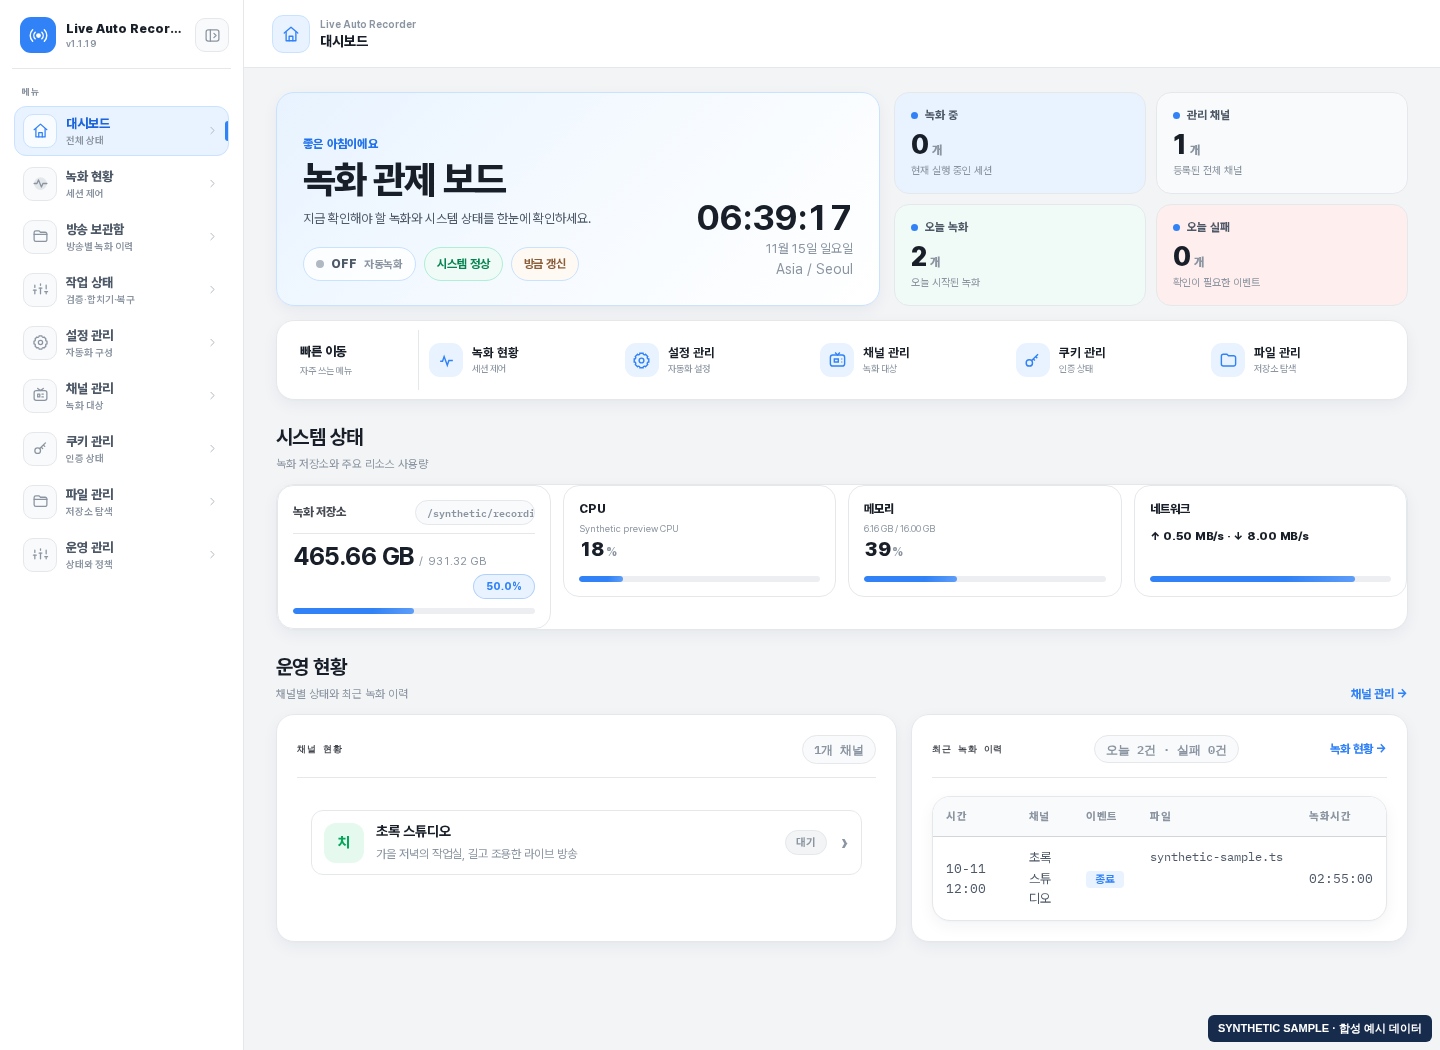 Live Auto Recor...
v1.1.19
메뉴
대시보드
전체 상태
녹화 현황
세션 제어
방송 보관함
방송별 녹화 이력
작업 상태
검증·합치기·복구
설정 관리
자동화 구성
채널 관리
녹화 대상
쿠키 관리
인증 상태
파일 관리
저장소 탐색
운영 관리
상태와 정책
Live Auto Recorder
대시보드
좋은 아침이에요
녹화 관제 보드
지금 확인해야 할 녹화와 시스템 상태를 한눈에 확인하세요.
OFF 자동녹화
시스템 정상
방금 갱신
06:39:17
11월 15일 일요일
Asia / Seoul
녹화 중
0 개
현재 실행 중인 세션
관리 채널
1 개
등록된 전체 채널
오늘 녹화
2 개
오늘 시작된 녹화
오늘 실패
0 개
확인이 필요한 이벤트
빠른 이동
자주 쓰는 메뉴
녹화 현황
세션 제어
설정 관리
자동화 설정
채널 관리
녹화 대상
쿠키 관리
인증 상태
파일 관리
저장소 탐색
시스템 상태
녹화 저장소와 주요 리소스 사용량
녹화 저장소
/synthetic/recordi
465.66 GB / 931.32 GB
50.0%
CPU
Synthetic preview CPU
18%
메모리
6.16 GB / 16.00 GB
39%
네트워크
↑ 0.50 MB/s · ↓ 8.00 MB/s
운영 현황
채널별 상태와 최근 녹화 이력
채널 관리 →
채널 현황
1개 채널
치
초록 스튜디오
가을 저녁의 작업실, 길고 조용한 라이브 방송
대기
최근 녹화 이력
오늘 2건 · 실패 0건
녹화 현황 →
시간 채널 이벤트 파일 녹화시간
10-11
12:00
초록
스튜
디오
종료
synthetic-sample.ts
02:55:00
SYNTHETIC SAMPLE · 합성 예시 데이터